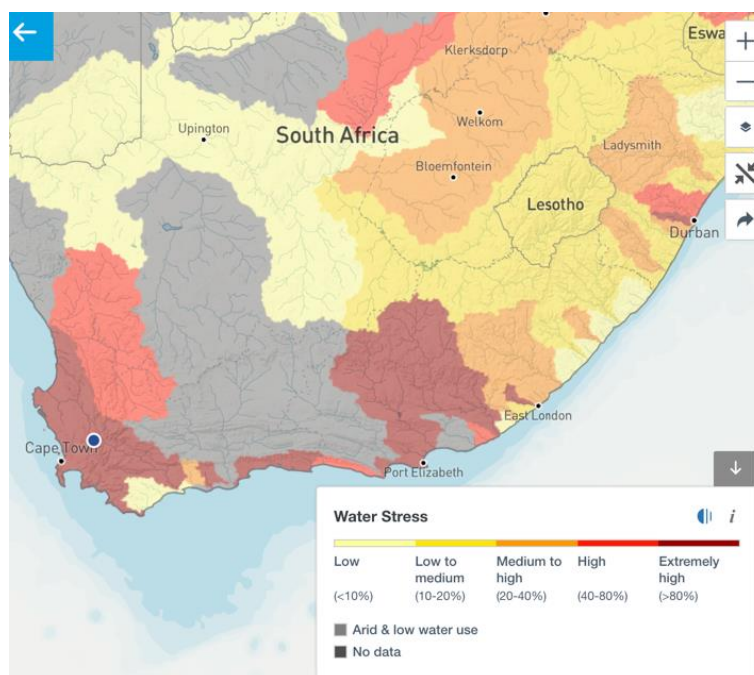 Klerksdorp
Eswa
Upington
South Africa
Welkom
Ladysmith
Bloemfontein
Lesotho
Durban
East London
Cape Town
Port Elizabeth
Water Stress
i
Low
Low to
medium
Medium to
high
High
Extremely
high
(<10%)
(10-20%)
(20-40%)
(40-80%)
(>80%)
Arid & low water use
No data